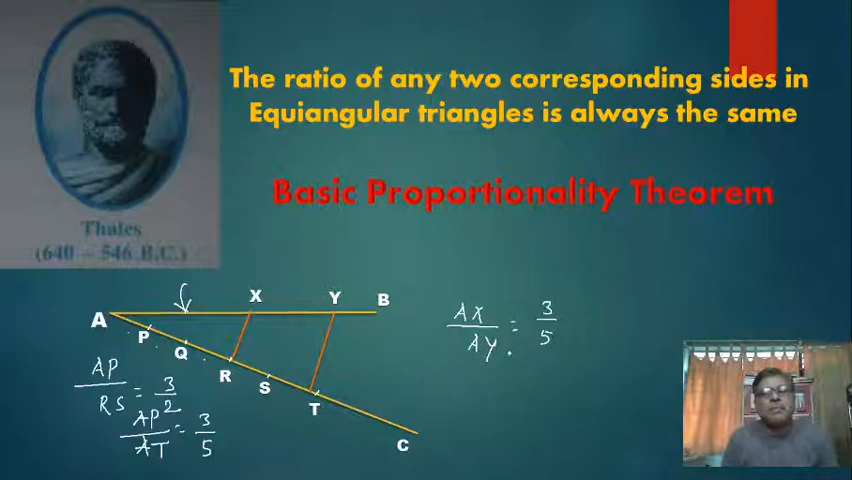 The ratio of any two corresponding sides in
Equiangular triangles is always the same
Basic Proportionality Theorem
Thales
(640 – 546 B.C.)
A
P
Q
R
S
T
C
X
Y
B
AX/AY = 3/5
AP/RS = 3/2
AP/AT = 3/5